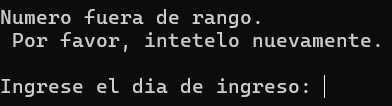 Numero fuera de rango.
Por favor, intetelo nuevamente.
Ingrese el dia de ingreso: